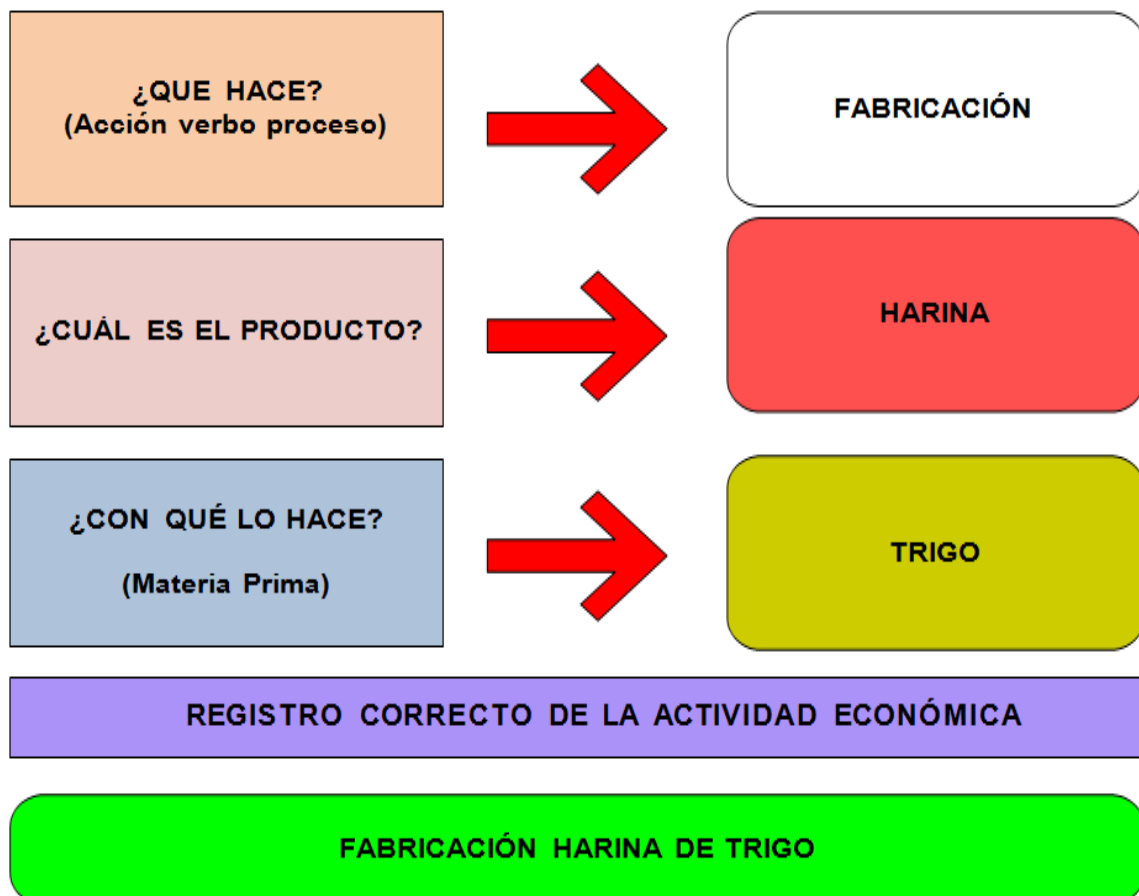 ¿QUE HACE?
(Acción verbo proceso)
FABRICACIÓN
¿CUÁL ES EL PRODUCTO?
HARINA
¿CON QUÉ LO HACE?
(Materia Prima)
TRIGO
REGISTRO CORRECTO DE LA ACTIVIDAD ECONÓMICA
FABRICACIÓN HARINA DE TRIGO